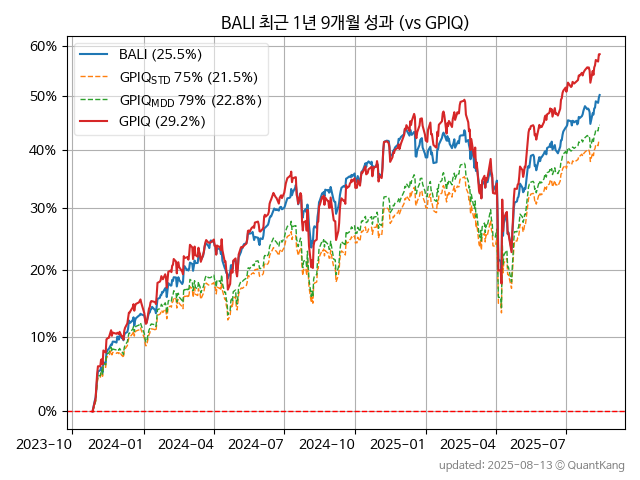 BALI 최근 1년 9개월 성과 (vs GPIQ)
60%
50%
40%
30%
20%
10%
0%
BALI (25.5%)
GPIQSTD 75% (21.5%)
GPIQMDD 79% (22.8%)
GPIQ (29.2%)
2023-10
2024-01
2024-04
2024-07
2024-10
2025-01
2025-04
2025-07
updated: 2025-08-13 ⓒ QuantKang